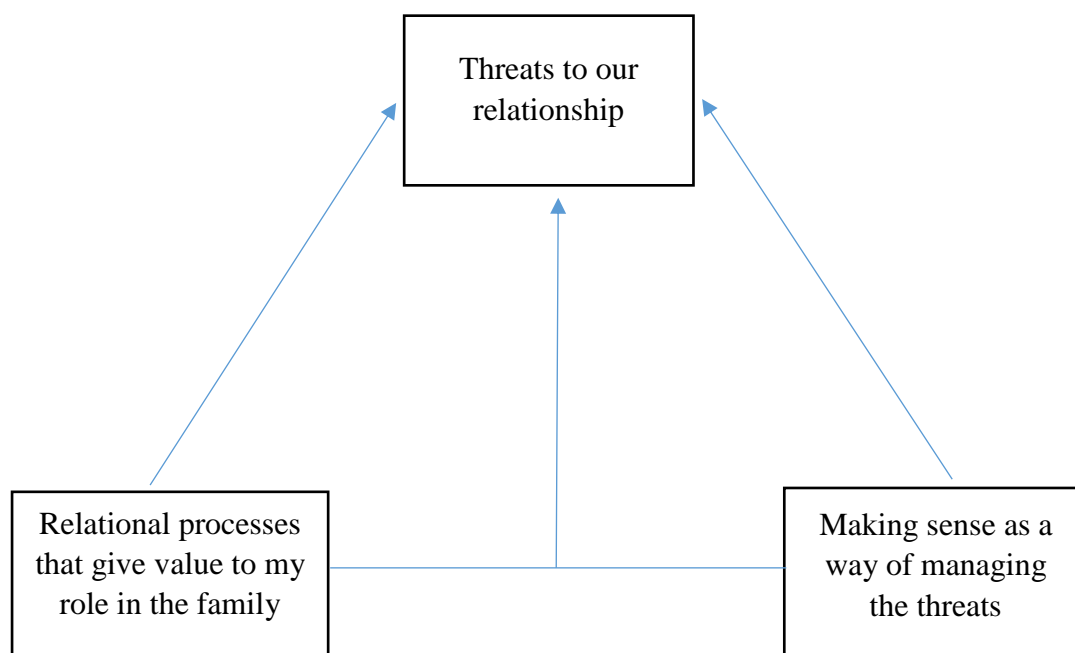 Threats to our
relationship
Relational processes
that give value to my
role in the family
Making sense as a
way of managing
the threats